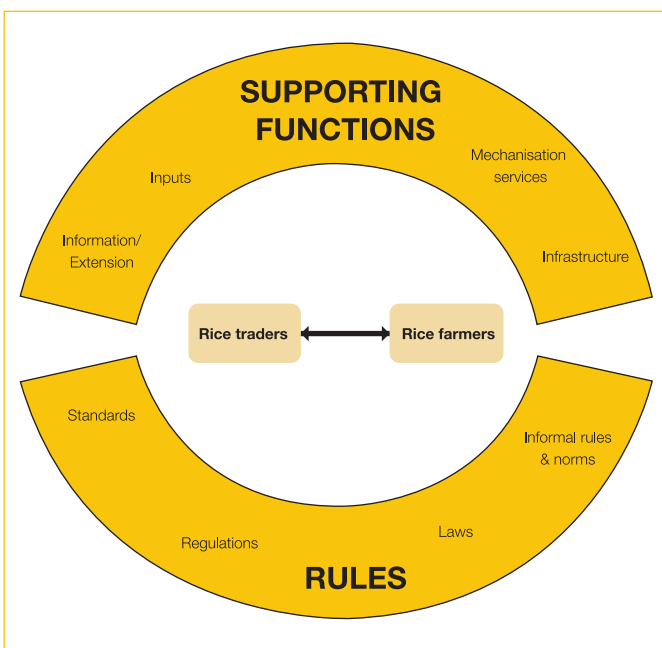 SUPPORTING
FUNCTIONS
Mechanisation
services
Inputs
Information/
Extension
Infrastructure
Rice traders
Rice farmers
Standards
Informal rules
& norms
Laws
Regulations
RULES